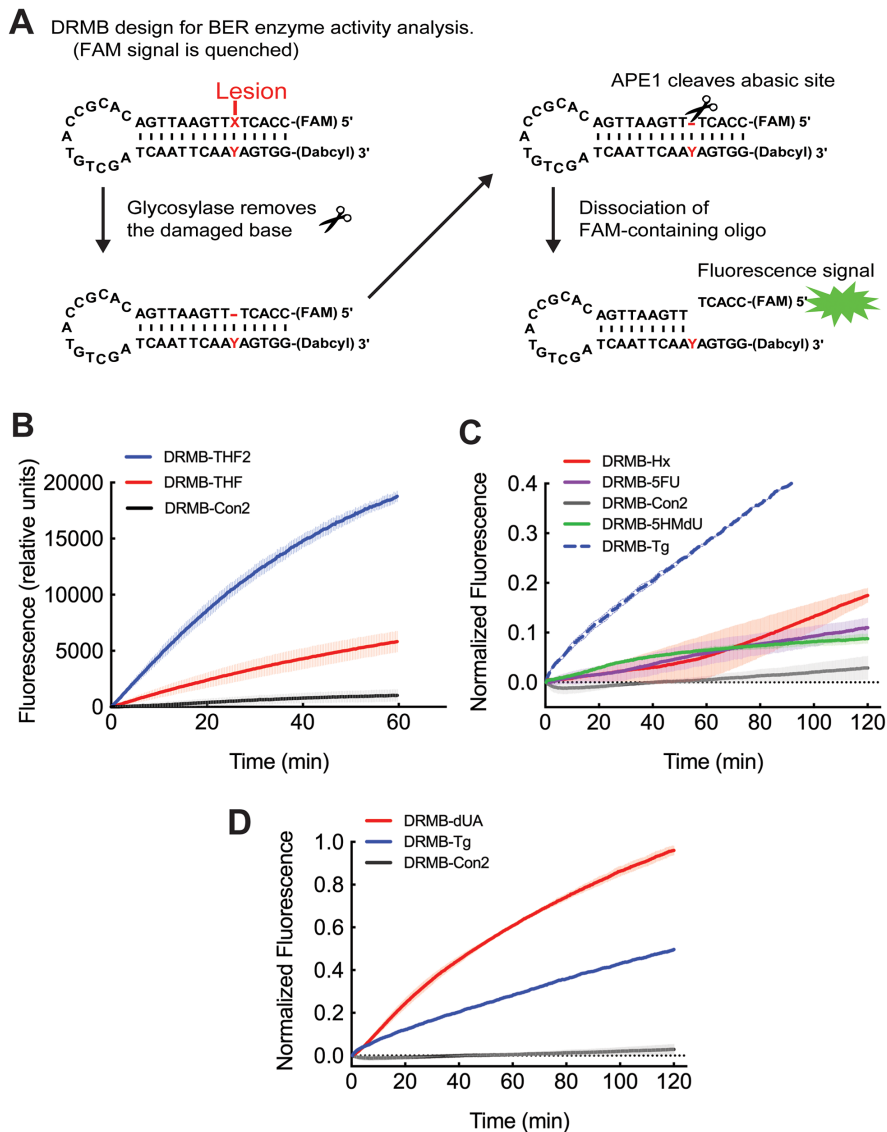 A
DRMB design for BER enzyme activity analysis.
(FAM signal is quenched)
Lesion
CCGCAC AGTTAAGTTXTCACC-(FAM) 5'
ATGTCTCGA TCAATTCAAYAGTGG-(Dabcyl) 3'
Glycosylase removes
the damaged base
CCGCAC AGTTAAGTT–TCACC-(FAM) 5'
ATGTCTCGA TCAATTCAAYAGTGG-(Dabcyl) 3'
APE1 cleaves abasic site
CCGCAC AGTTAAGTT–TCACC-(FAM) 5'
ATGTCTCGA TCAATTCAAYAGTGG-(Dabcyl) 3'
Dissociation of
FAM-containing oligo
Fluorescence signal
TCACC-(FAM) 5'
CCGCAC AGTTAAGTT
ATGTCTCGA TCAATTCAAYAGTGG-(Dabcyl) 3'
B
DRMB-THF2
DRMB-THF
DRMB-Con2
Fluorescence (relative units)
20000
15000
10000
5000
0
0 20 40 60
Time (min)
C
DRMB-Hx
DRMB-5FU
DRMB-Con2
DRMB-5HMdU
DRMB-Tg
Normalized Fluorescence
0.4
0.3
0.2
0.1
0.0
0 20 40 60 80 100 120
Time (min)
D
DRMB-dUA
DRMB-Tg
DRMB-Con2
Normalized Fluorescence
1.0
0.8
0.6
0.4
0.2
0.0
0 20 40 60 80 100 120
Time (min)